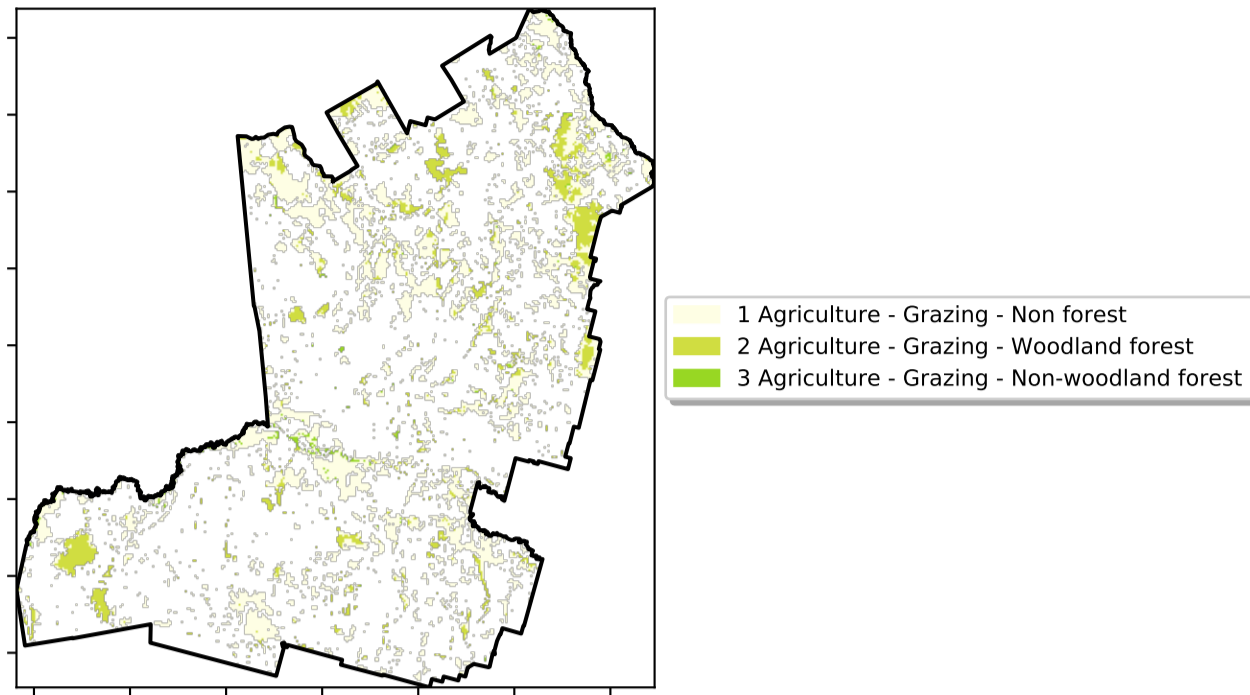 1 Agriculture - Grazing - Non forest
2 Agriculture - Grazing - Woodland forest
3 Agriculture - Grazing - Non-woodland forest